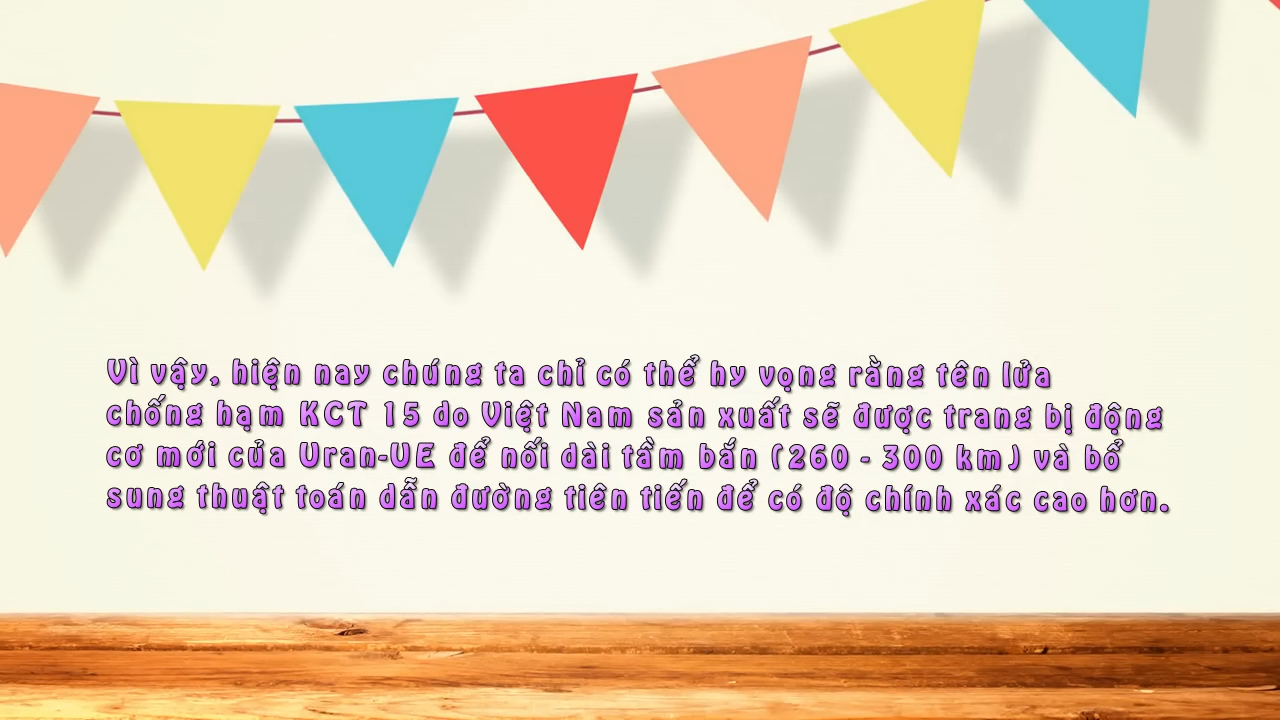 Vì vậy, hiện nay chúng ta chỉ có thể hy vọng rằng tên lửa
chống hạm KCT 15 do Việt Nam sản xuất sẽ được trang bị động
cơ mới của Uran-UE để nối dài tầm bắn (260 - 300 km) và bổ
sung thuật toán dẫn đường tiên tiến để có độ chính xác cao hơn.